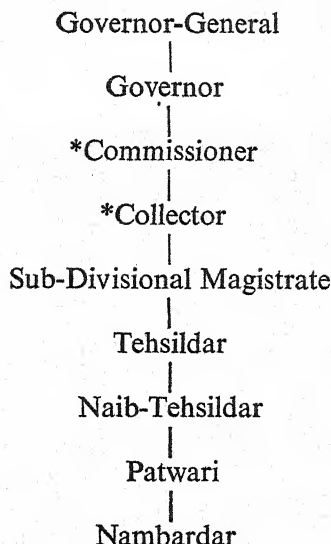 Governor-General
Governor
*Commissioner
*Collector
Sub-Divisional Magistrate
Tehsildar
Naib-Tehsildar
Patwari
Nambardar